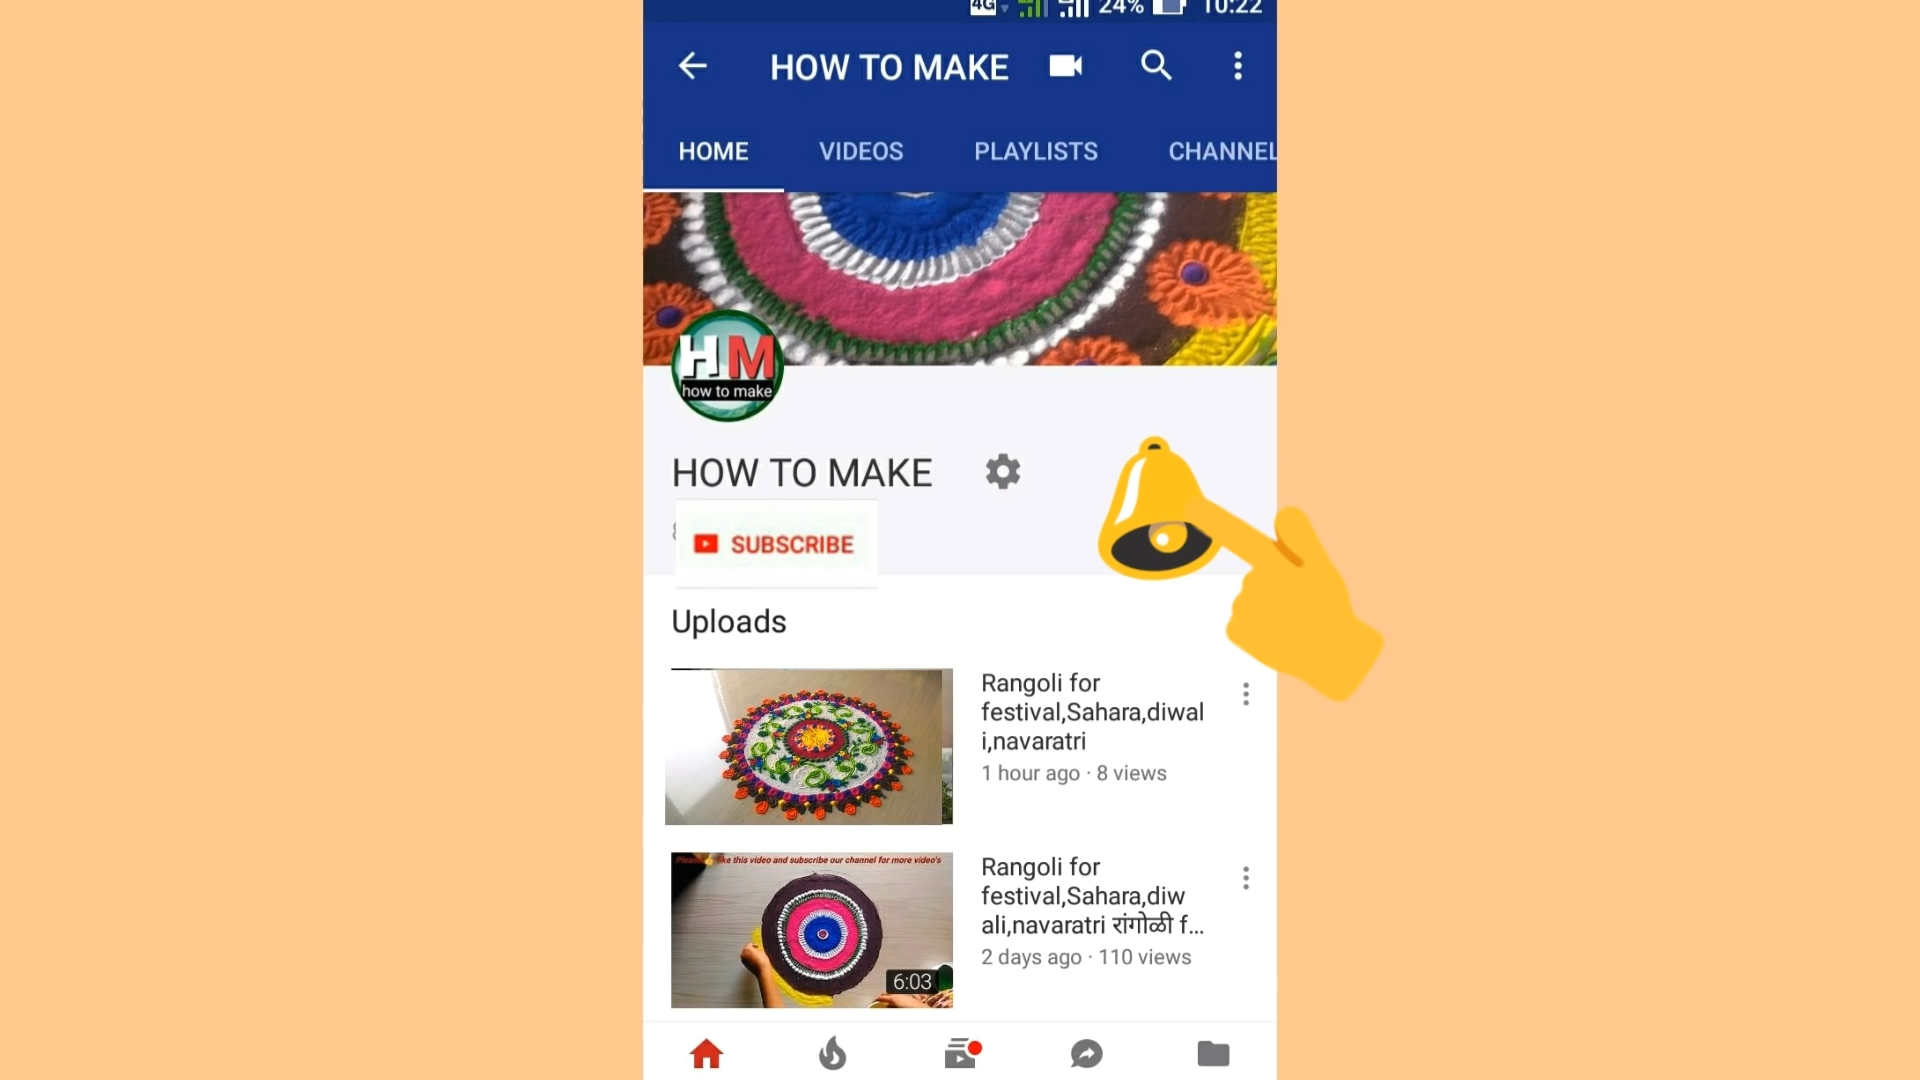 4G 24% 10:22
HOW TO MAKE
HOME VIDEOS PLAYLISTS CHANNEL
HM
how to make
HOW TO MAKE
SUBSCRIBE
Uploads
Rangoli for
festival,Sahara,diwal
i,navaratri
1 hour ago · 8 views
like this video and subscribe our channel for more video's
6:03
Rangoli for
festival,Sahara,diw
ali,navaratri रांगोळी f...
2 days ago · 110 views